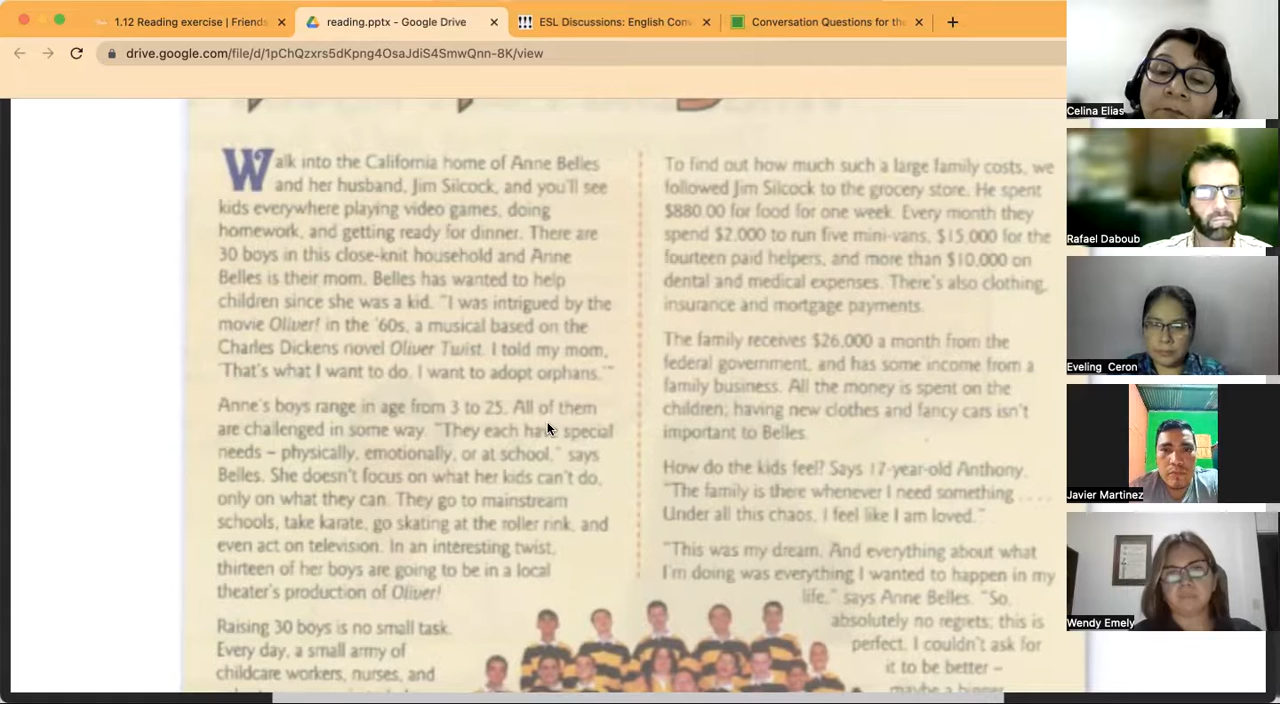 1.12 Reading exercise | Friends
reading.pptx - Google Drive
ESL Discussions: English Conv
Conversation Questions for the
drive.google.com/file/d/1pChQzxrs5dKpng4OsaJdiS4SmwQnn-8K/view
Walk into the California home of Anne Belles
and her husband, Jim Silcock, and you'll see
kids everywhere playing video games, doing
homework, and getting ready for dinner. There are
30 boys in this close-knit household and Anne
Belles is their mom. Belles has wanted to help
children since she was a kid. "I was intrigued by the
movie Oliver! in the '60s, a musical based on the
Charles Dickens novel Oliver Twist. I told my mom,
'That's what I want to do. I want to adopt orphans.'"
Anne's boys range in age from 3 to 25. All of them
are challenged in some way. "They each have special
needs – physically, emotionally, or at school," says
Belles. She doesn't focus on what her kids can't do,
only on what they can. They go to mainstream
schools, take karate, go skating at the roller rink, and
even act on television. In an interesting twist,
thirteen of her boys are going to be in a local
theater's production of Oliver!
Raising 30 boys is no small task.
Every day, a small army of
childcare workers, nurses, and
To find out how much such a large family costs, we
followed Jim Silcock to the grocery store. He spent
$880.00 for food for one week. Every month they
spend $2,000 to run five mini-vans, $15,000 for the
fourteen paid helpers, and more than $10,000 on
dental and medical expenses. There's also clothing,
insurance and mortgage payments.
The family receives $26,000 a month from the
federal government, and has some income from a
family business. All the money is spent on the
children; having new clothes and fancy cars isn't
important to Belles.
How do the kids feel? Says 17-year-old Anthony,
"The family is there whenever I need something . . . .
Under all this chaos, I feel like I am loved."
"This was my dream. And everything about what
I'm doing was everything I wanted to happen in my
life," says Anne Belles. "So,
absolutely no regrets; this is
perfect. I couldn't ask for
it to be better –
maybe a bigger
Celina Elias
Rafael Daboub
Eveling Ceron
Javier Martinez
Wendy Emely